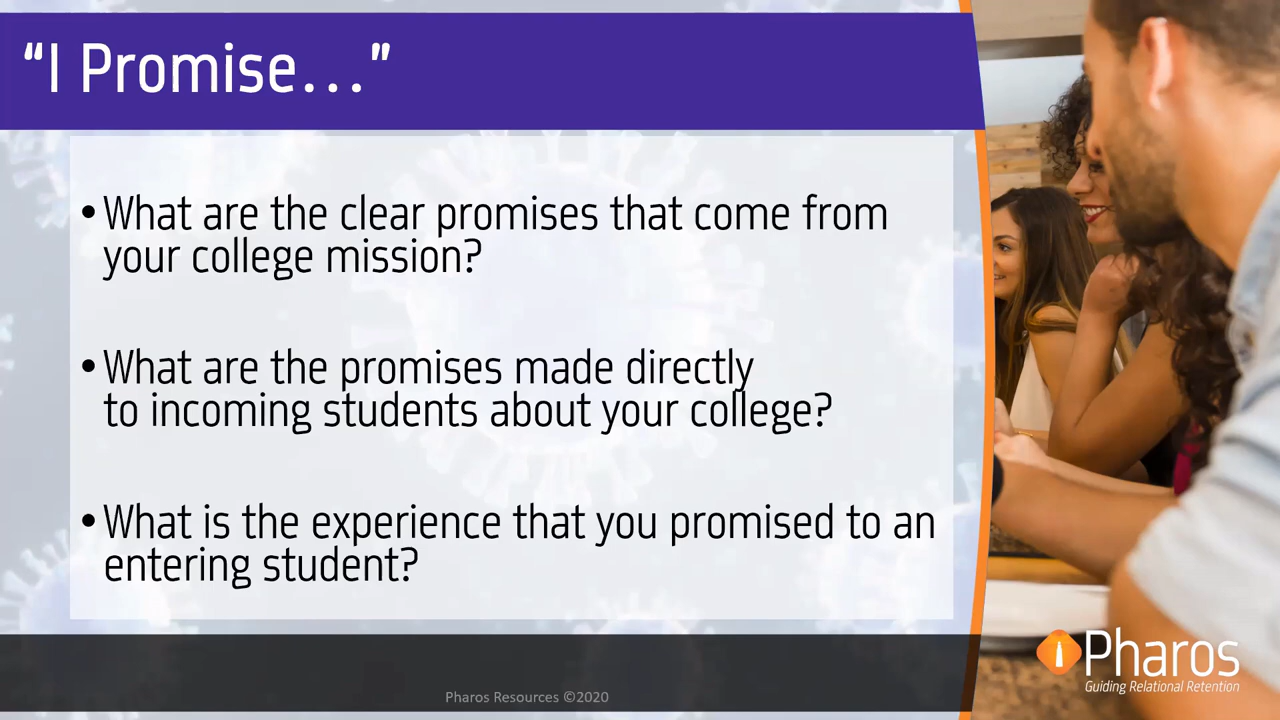 “I Promise...”
•What are the clear promises that come from
your college mission?
•What are the promises made directly
to incoming students about your college?
•What is the experience that you promised to an
entering student?
Pharos
Guiding Relational Retention
Pharos Resources ©2020